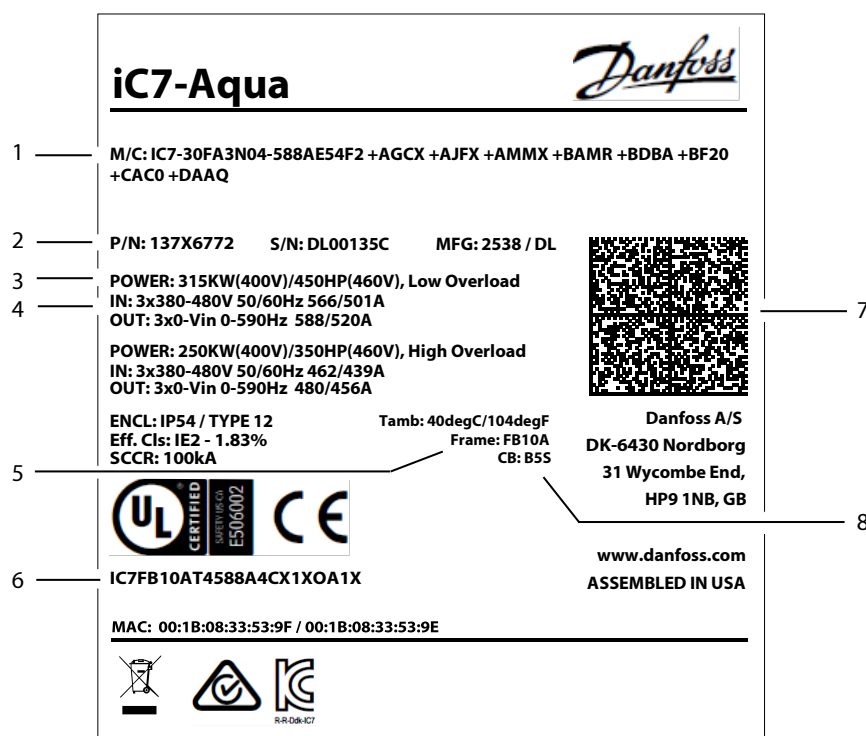 iC7-Aqua
Danfoss
1
M/C: IC7-30FA3N04-588AE54F2 +AGCX +AJFX +AMMX +BAMR +BDBA +BF20
+CAC0 +DAAQ
2
P/N: 137X6772 S/N: DL00135C MFG: 2538 / DL
3
POWER: 315KW(400V)/450HP(460V), Low Overload
4
IN: 3x380-480V 50/60Hz 566/501A
OUT: 3x0-Vin 0-590Hz 588/520A
7
POWER: 250KW(400V)/350HP(460V), High Overload
IN: 3x380-480V 50/60Hz 462/439A
OUT: 3x0-Vin 0-590Hz 480/456A
ENCL: IP54 / TYPE 12
Eff. Cls: IE2 - 1.83%
SCCR: 100kA
Tamb: 40degC/104degF
Frame: FB10A
CB: B5S
5
Danfoss A/S
DK-6430 Nordborg
31 Wycombe End,
HP9 1NB, GB
8
UL
®
CERTIFIED
SAFETY US-CA
E506002
CE
www.danfoss.com
ASSEMBLED IN USA
6
IC7FB10AT4588A4CX1XOA1X
MAC: 00:1B:08:33:53:9F / 00:1B:08:33:53:9E
R-R-Ddk-IC7